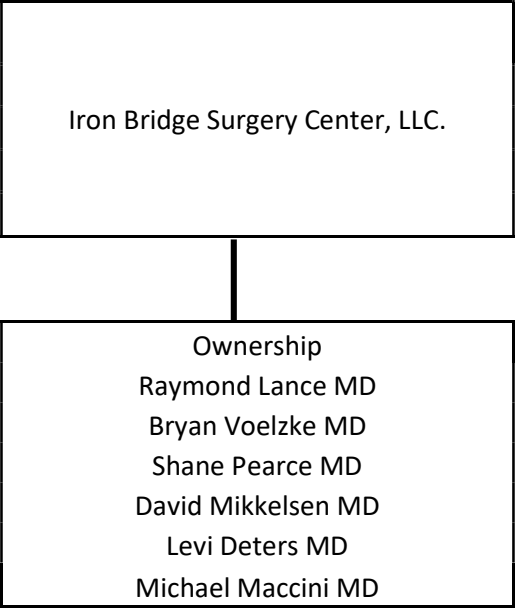 Iron Bridge Surgery Center, LLC.
Ownership
Raymond Lance MD
Bryan Voelzke MD
Shane Pearce MD
David Mikkelsen MD
Levi Deters MD
Michael Maccini MD